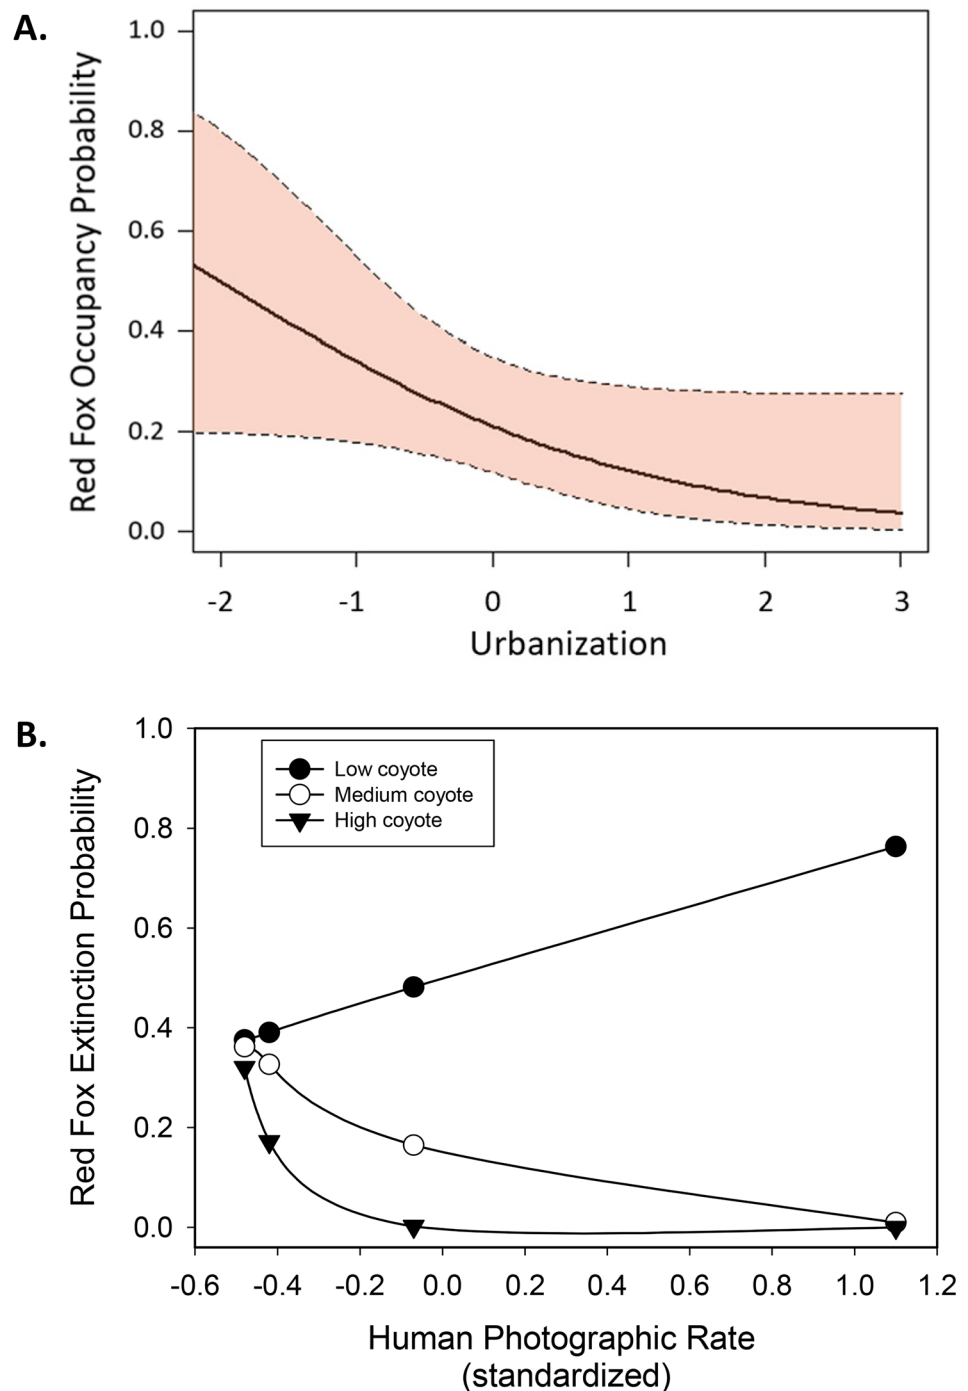 A.
Red Fox Occupancy Probability
1.0
0.8
0.6
0.4
0.2
0.0
-2 -1 0 1 2 3
Urbanization
B.
Red Fox Extinction Probability
1.0
0.8
0.6
0.4
0.2
0.0
Low coyote
Medium coyote
High coyote
-0.6 -0.4 -0.2 0.0 0.2 0.4 0.6 0.8 1.0 1.2
Human Photographic Rate
(standardized)